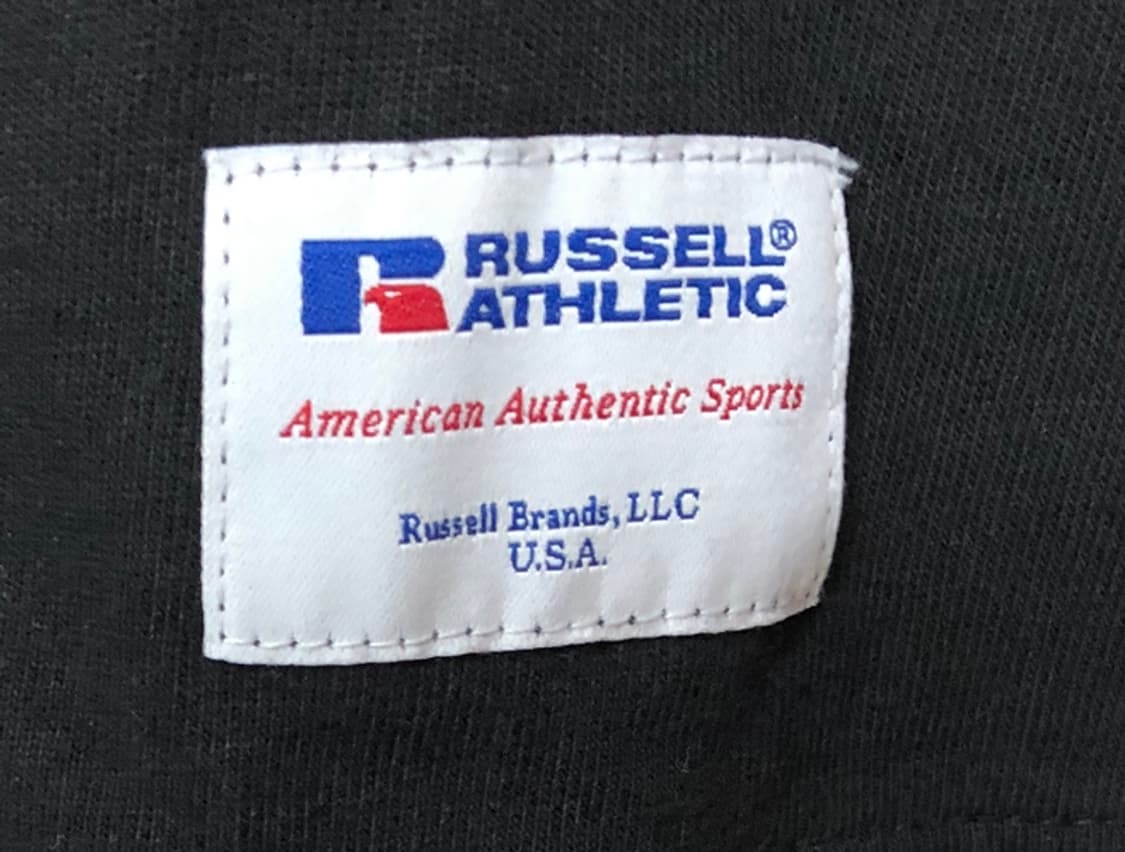 RUSSELL®
ATHLETIC
American Authentic Sports
Russell Brands, LLC
U.S.A.